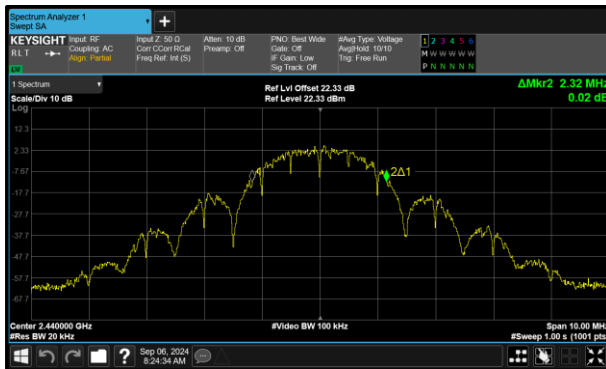 Spectrum Analyzer 1
Swept SA
KEYSIGHT
RLT
Input: RF
Coupling: AC
Align: Partial
Input Z: 50 Ω
Corr CCorr RCal
Freq Ref: Int (S)
Atten: 10 dB
Preamp: Off
PNO: Best Wide
Gate: Off
IF Gain: Low
Sig Track: Off
#Avg Type: Voltage
Avg|Hold: 10/10
Trig: Free Run
1 2 3 4 5 6
M W W W W W
P N N N N N
1 Spectrum
Scale/Div 10 dB
Ref Lvl Offset 22.33 dB
Ref Level 22.33 dBm
ΔMkr2 2.32 MHz
0.02 dB
Log
12.3
2.33
-7.67
-17.7
-27.7
-37.7
-47.7
-57.7
-67.7
2Δ1
Center 2.440000 GHz
#Res BW 20 kHz
#Video BW 100 kHz
Span 10.00 MHz
#Sweep 1.00 s (1001 pts)
?
Sep 06, 2024
8:24:34 AM